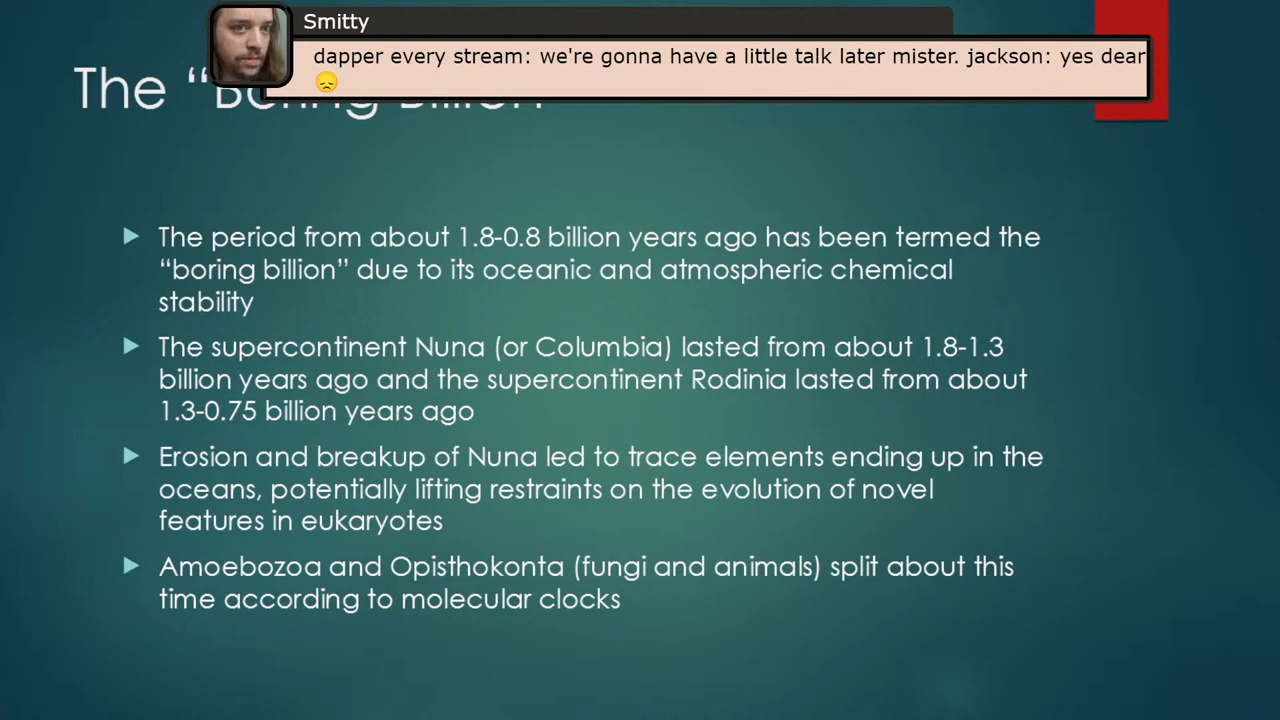 Smitty
dapper every stream: we're gonna have a little talk later mister. jackson: yes dear
😞
The “Boring Billion”
The period from about 1.8-0.8 billion years ago has been termed the
“boring billion” due to its oceanic and atmospheric chemical
stability
The supercontinent Nuna (or Columbia) lasted from about 1.8-1.3
billion years ago and the supercontinent Rodinia lasted from about
1.3-0.75 billion years ago
Erosion and breakup of Nuna led to trace elements ending up in the
oceans, potentially lifting restraints on the evolution of novel
features in eukaryotes
Amoebozoa and Opisthokonta (fungi and animals) split about this
time according to molecular clocks